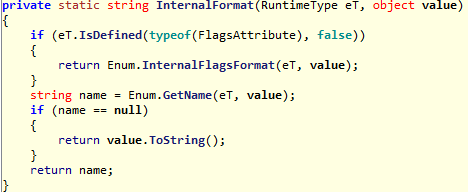 private static string InternalFormat(RuntimeType eT, object value)
{
    if (eT.IsDefined(typeof(FlagsAttribute), false))
    {
        return Enum.InternalFlagsFormat(eT, value);
    }
    string name = Enum.GetName(eT, value);
    if (name == null)
    {
        return value.ToString();
    }
    return name;
}